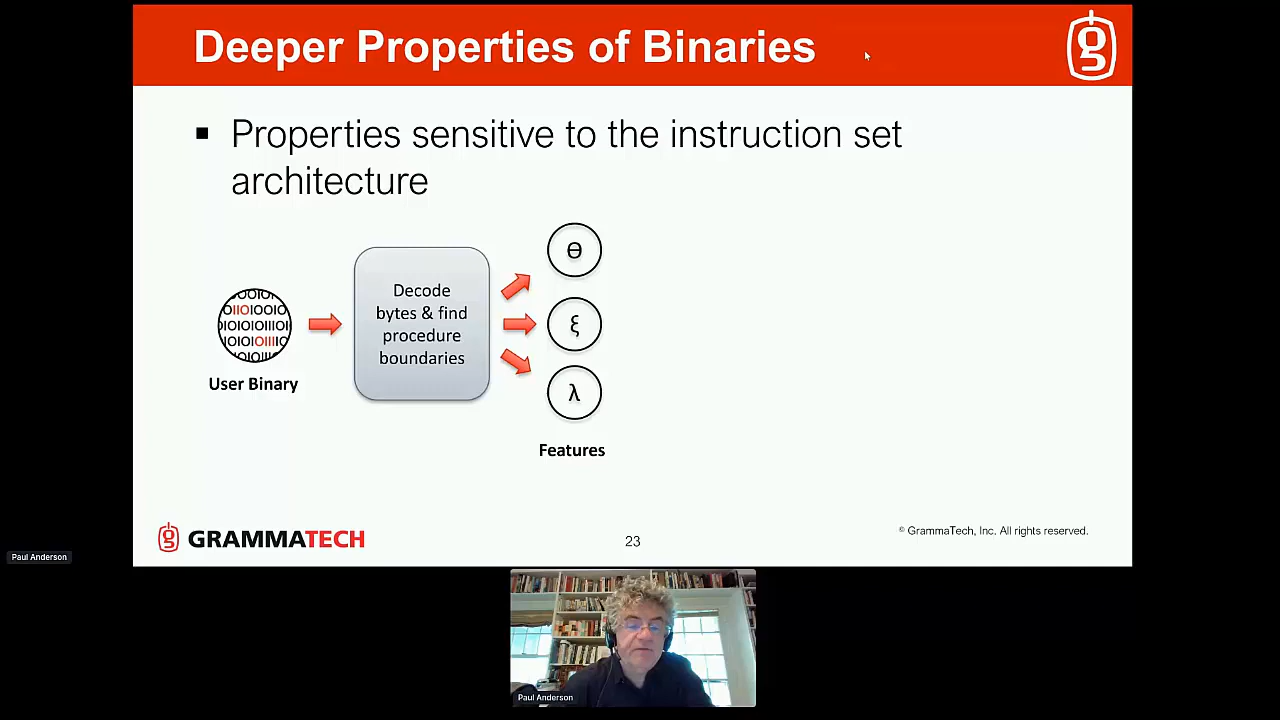 Deeper Properties of Binaries
Properties sensitive to the instruction set
architecture
Decode
bytes & find
procedure
boundaries
User Binary
ϴ
ξ
λ
Features
GRAMMATECH
23
© GrammaTech, Inc. All rights reserved.
Paul Anderson
Paul Anderson